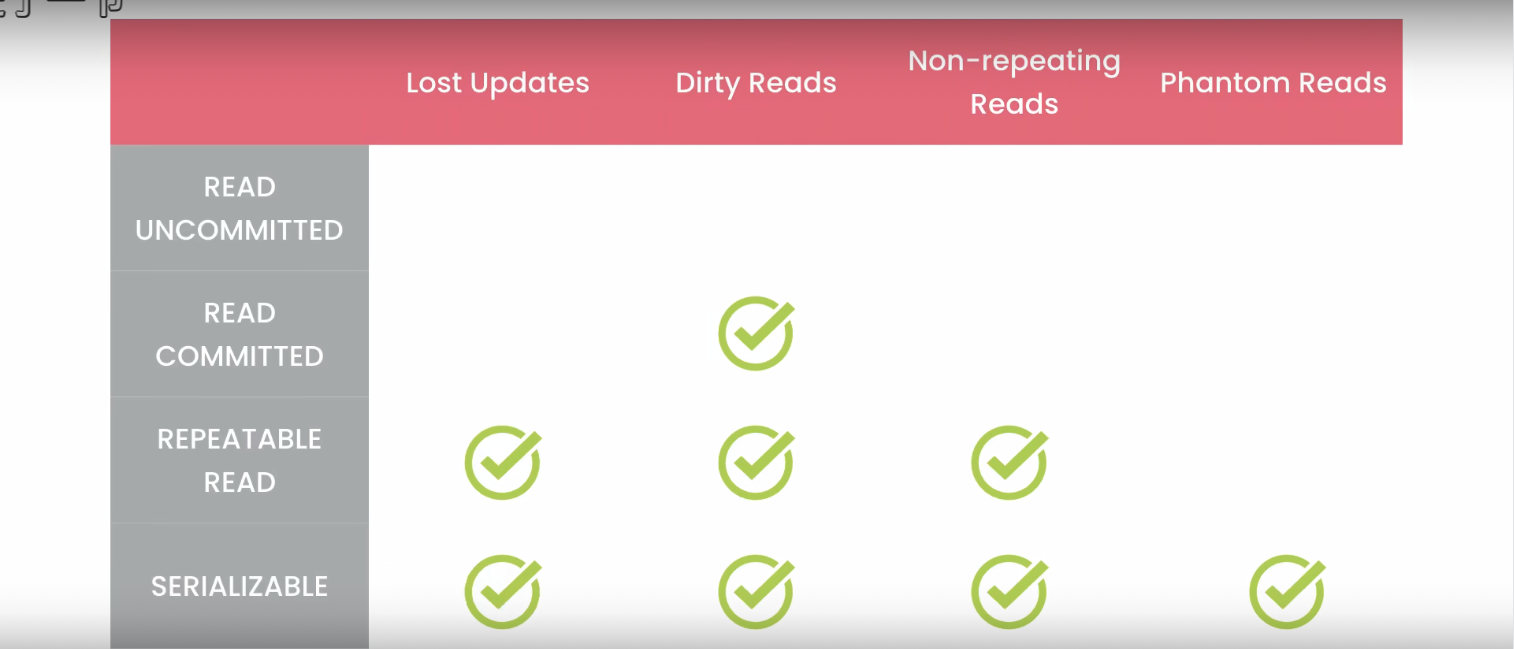 Lost Updates
Dirty Reads
Non-repeating
Reads
Phantom Reads
READ
UNCOMMITTED
READ
COMMITTED
REPEATABLE
READ
SERIALIZABLE